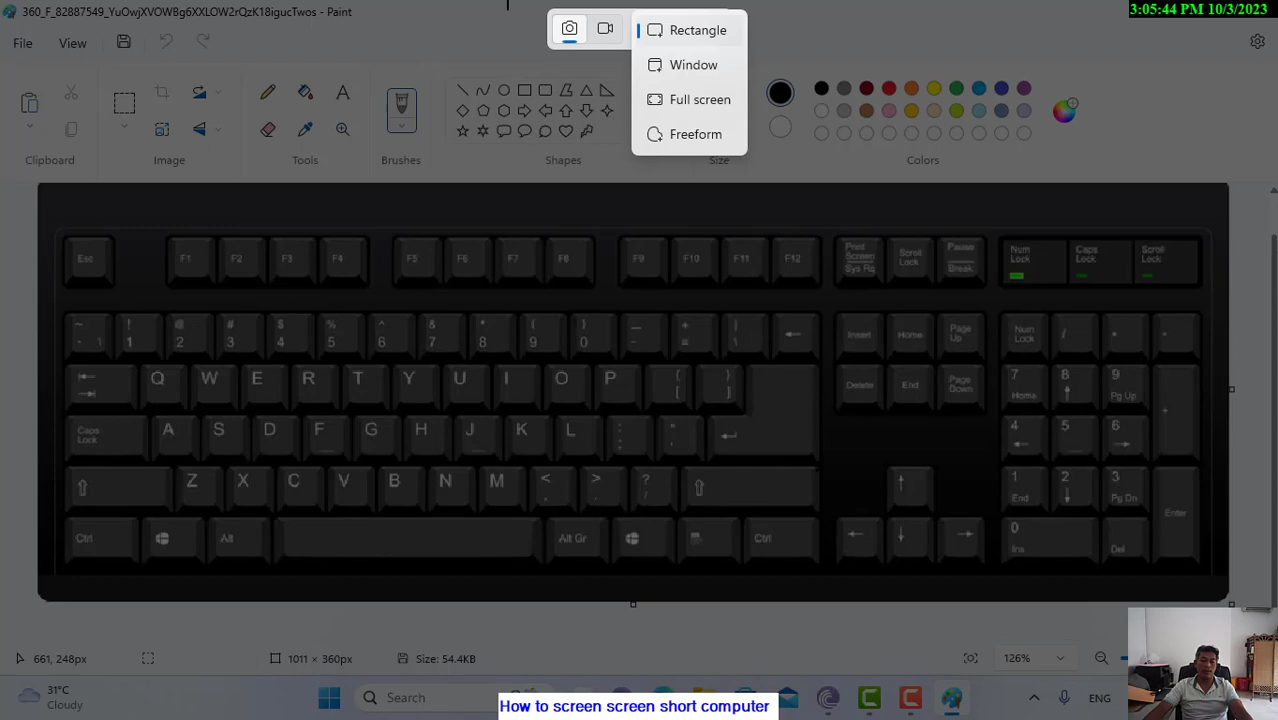 360_F_82887549_YuOwjXVOWBg6XXLOW2rQzK18igucTwos - Paint
3:05:44 PM 10/3/2023
File View
Rectangle
Window
Full screen
Freeform
Clipboard Image Tools Brushes Shapes Size Colors
Esc F1 F2 F3 F4 F5 F6 F7 F8 F9 F10 F11 F12
Print Screen Sys Rq
Scroll Lock
Pause Break
Num Lock
Caps Lock
Scroll Lock
~ ! @ # $ % ^ & * ( )
1 2 3 4 5 6 7 8 9 0
Insert Home Page Up
Num Lock / * -
Q W E R T Y U I O P { [ } ]
Delete End Page Down
7 Home 8 9 Pg Up +
Caps Lock A S D F G H J K L : ;
4 5 6
Z X C V B N M < , > . ? /
1 End 2 3 Pg Dn
Enter
Ctrl Alt Alt Gr Ctrl
0 Ins Del
661, 248px
1011 × 360px
Size: 54.4KB
126%
31°C
Cloudy
Search
ENG
How to screen screen short computer